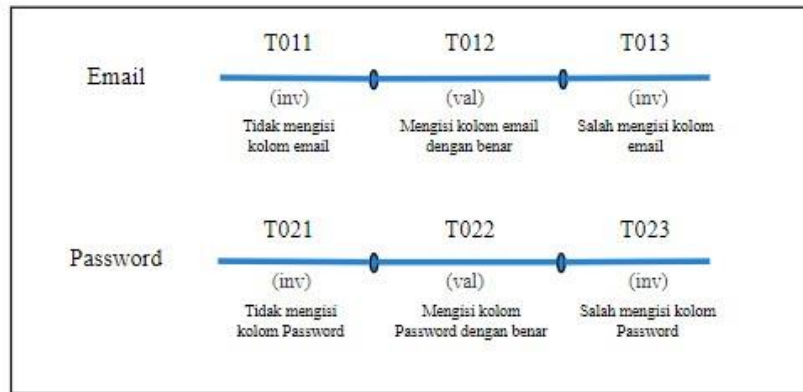 T011 T012 T013
Email
(inv) (val) (inv)
Tidak mengisi Mengisi kolom email Salah mengisi kolom
kolom email dengan benar email
T021 T022 T023
Password
(inv) (val) (inv)
Tidak mengisi Mengisi kolom Salah mengisi kolom
kolom Password Password dengan benar Password